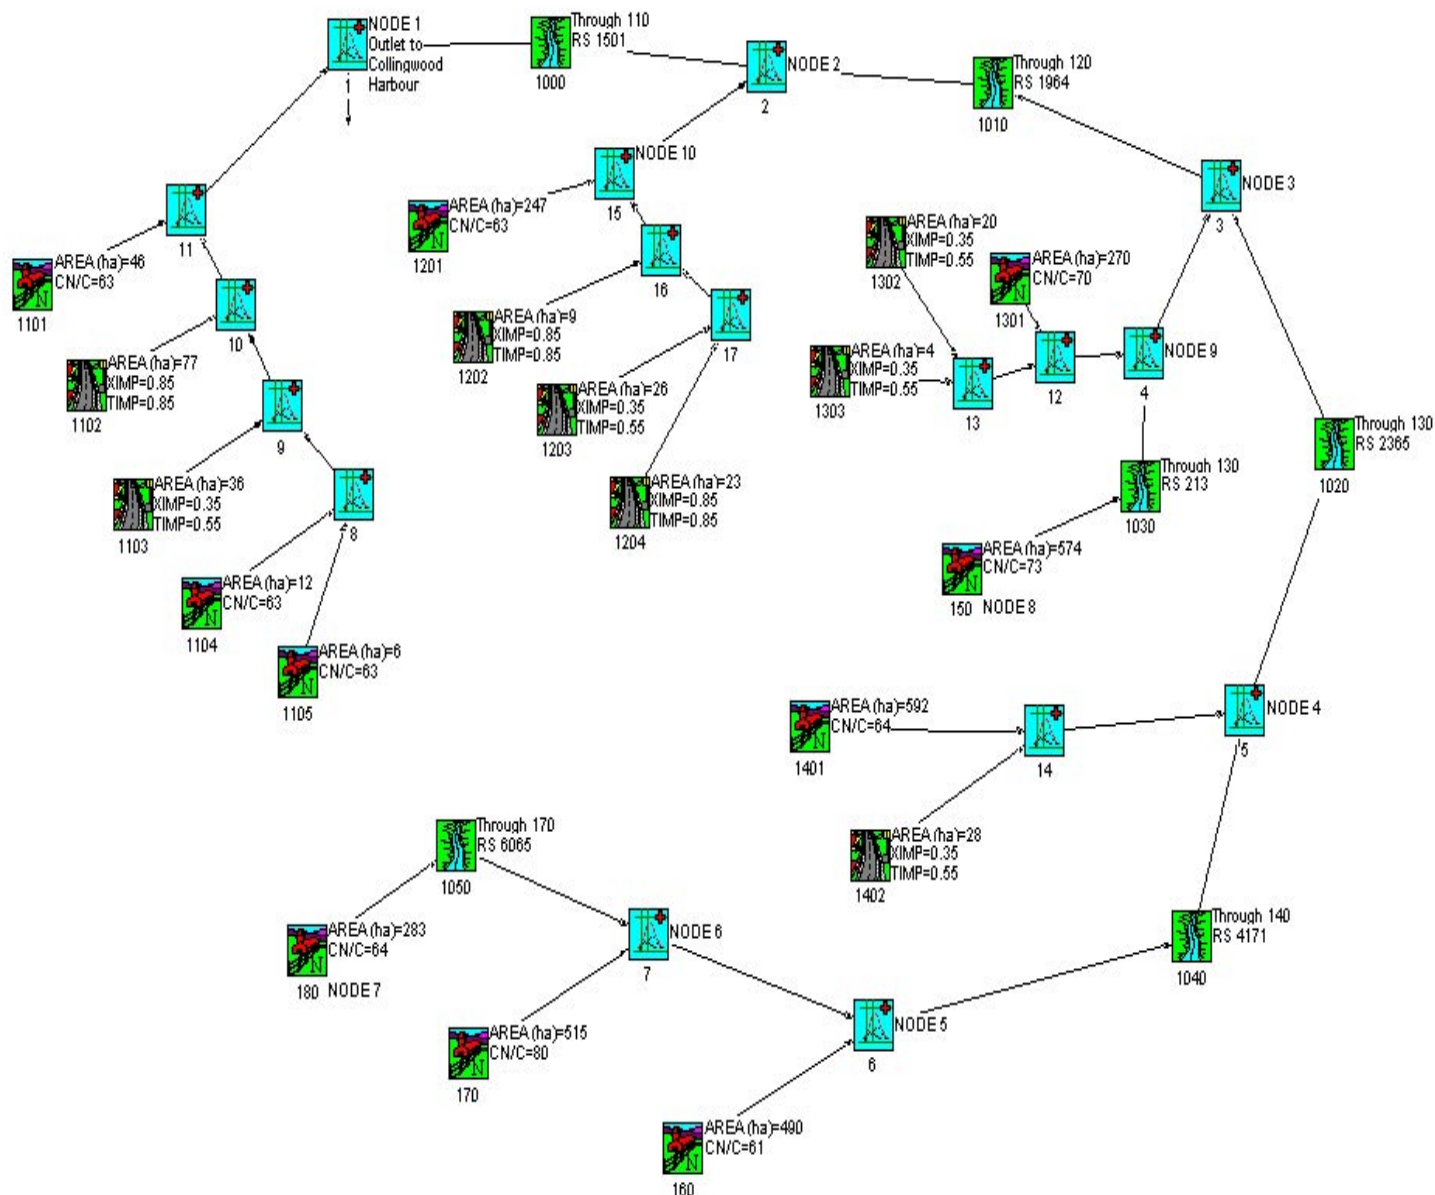 NODE 1
Outlet to
Collingwood
Harbour
1
Through 110
RS 1501
1000
NODE 2
2
Through 120
RS 1964
1010
NODE 3
3
11
AREA (ha)=46
CN/C=63
1101
10
AREA (ha)=77
XIMP=0.85
TIMP=0.85
1102
9
AREA (ha)=36
XIMP=0.35
TIMP=0.55
1103
8
AREA (ha)=12
CN/C=63
1104
AREA (ha)=6
CN/C=63
1105
NODE 10
15
AREA (ha)=247
CN/C=63
1201
16
AREA (ha)=9
XIMP=0.85
TIMP=0.85
1202
17
AREA (ha)=26
XIMP=0.35
TIMP=0.55
1203
AREA (ha)=23
XIMP=0.85
TIMP=0.85
1204
AREA (ha)=20
XIMP=0.35
TIMP=0.55
1302
AREA (ha)=270
CN/C=70
1301
AREA (ha)=4
XIMP=0.35
TIMP=0.55
1303
13
12
NODE 9
4
Through 130
RS 213
1030
AREA (ha)=574
CN/C=73
150 NODE 8
Through 130
RS 2365
1020
NODE 4
5
AREA (ha)=592
CN/C=64
1401
14
AREA (ha)=28
XIMP=0.35
TIMP=0.55
1402
Through 170
RS 6065
1050
AREA (ha)=283
CN/C=64
180 NODE 7
NODE 6
7
AREA (ha)=515
CN/C=80
170
Through 140
RS 4171
1040
NODE 5
6
AREA (ha)=490
CN/C=61
160